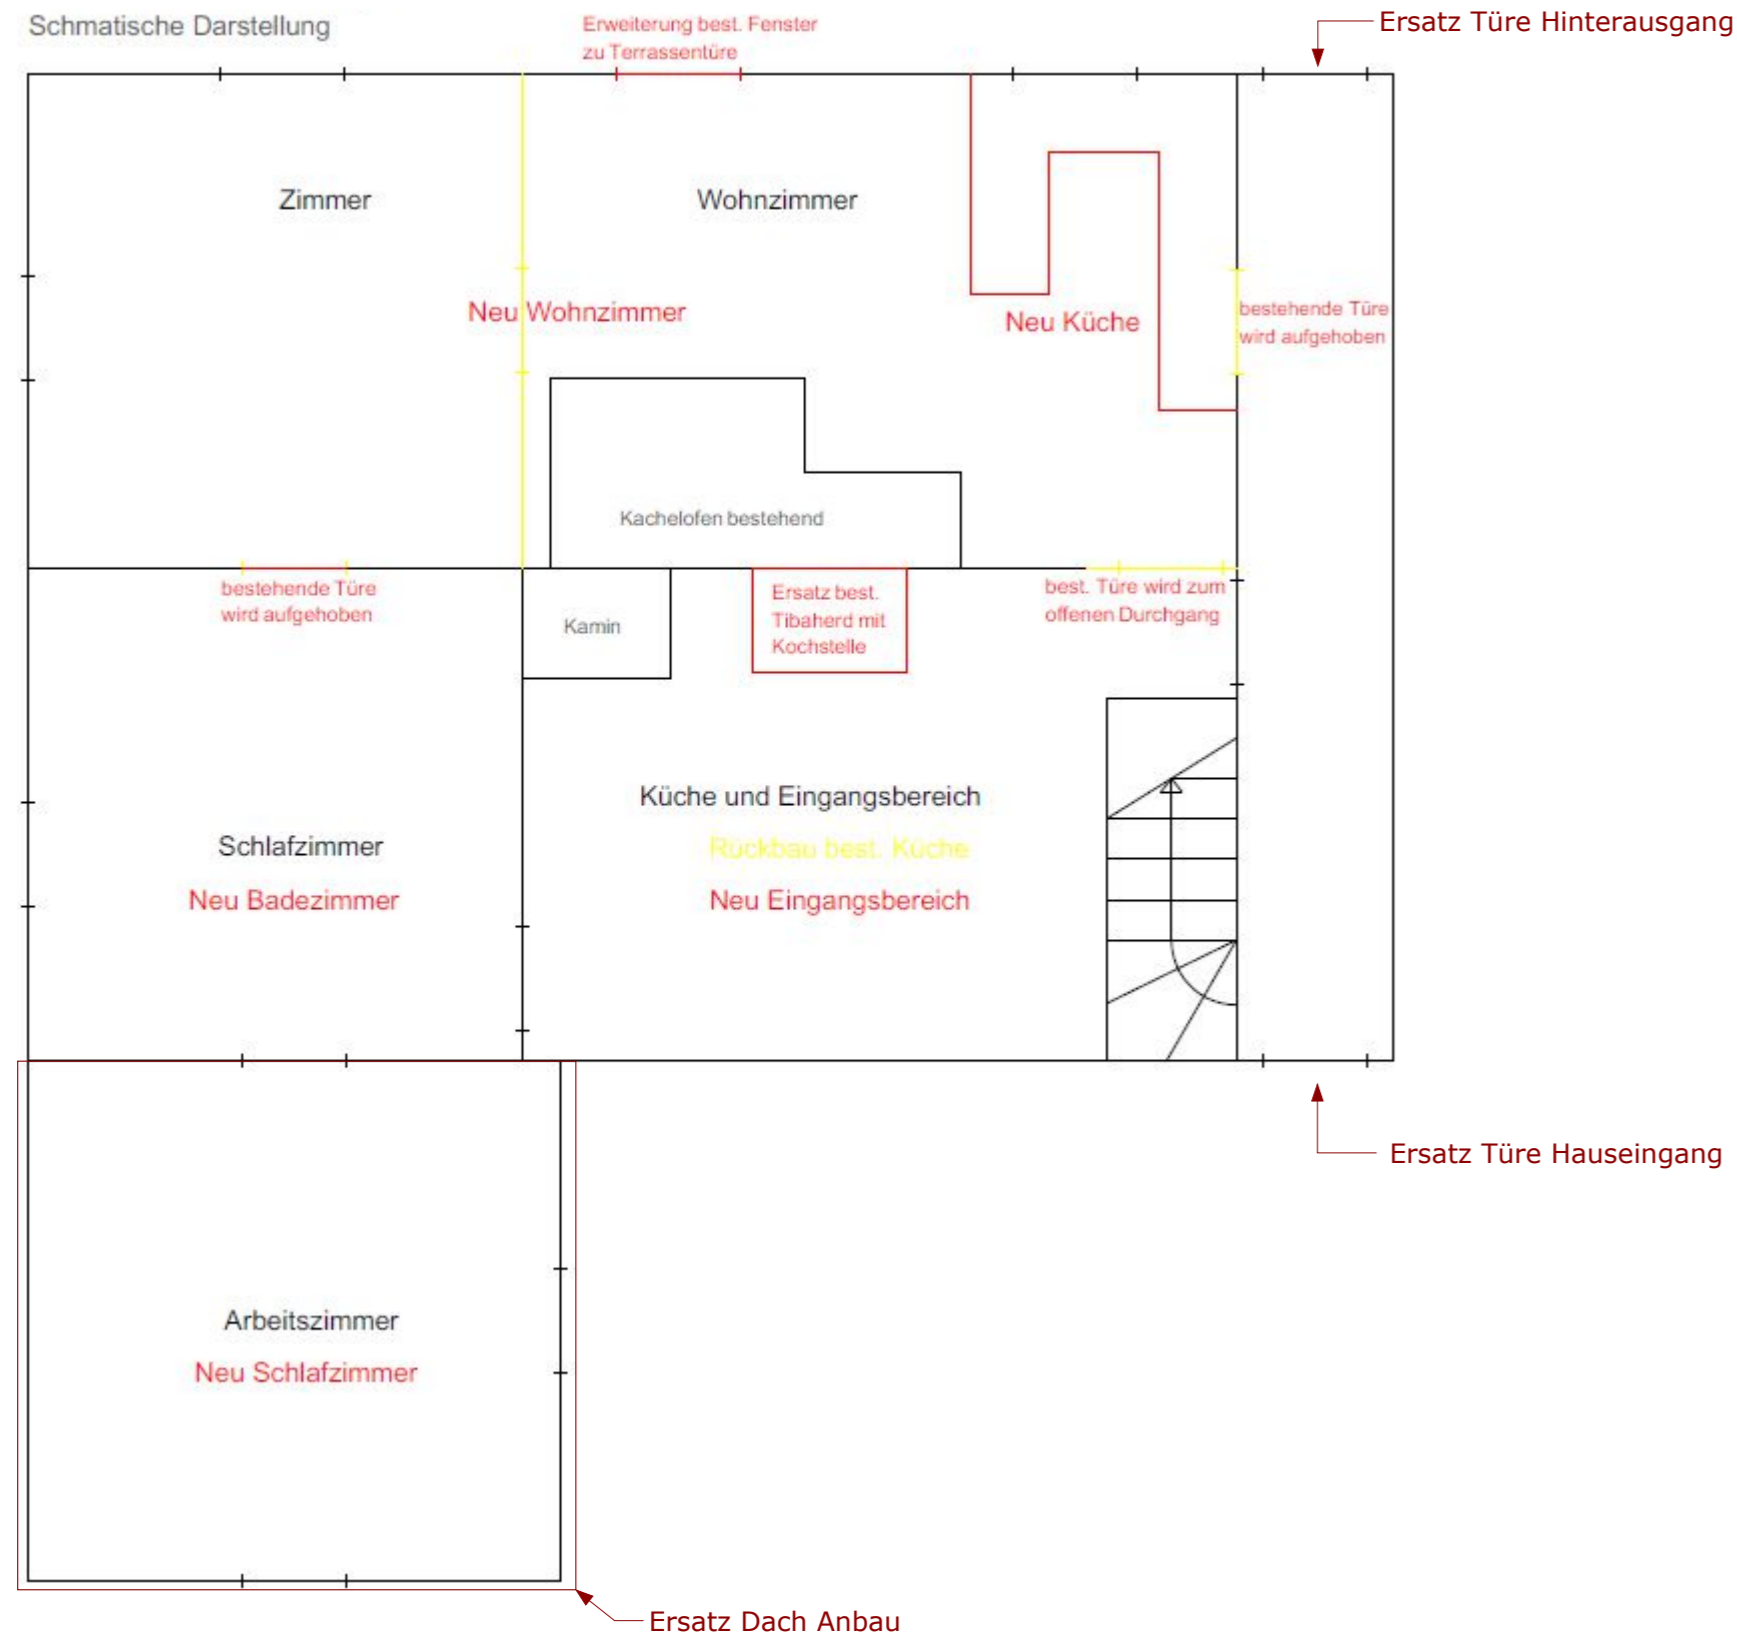 Schmatische Darstellung
Erweiterung best. Fenster
zu Terrassentüre
Ersatz Türe Hinterausgang
Zimmer
Wohnzimmer
Neu Wohnzimmer
Neu Küche
bestehende Türe
wird aufgehoben
Kachelofen bestehend
bestehende Türe
wird aufgehoben
Kamin
Ersatz best.
Tibaherd mit
Kochstelle
best. Türe wird zum
offenen Durchgang
Küche und Eingangsbereich
Rückbau best. Küche
Neu Eingangsbereich
Schlafzimmer
Neu Badezimmer
Ersatz Türe Hauseingang
Arbeitszimmer
Neu Schlafzimmer
Ersatz Dach Anbau